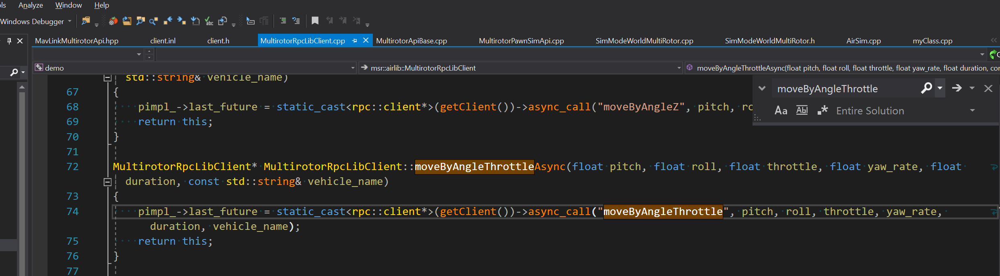 ls Analyze Window Help
Windows Debugger
MavLinkMultirotorApi.hpp client.inl client.h MultirotorRpcLibClient.cpp MultirotorApiBase.cpp MultirotorPawnSimApi.cpp SimModeWorldMultiRotor.cpp SimModeWorldMultiRotor.h AirSim.cpp myClass.cpp
demo msr::airlib::MultirotorRpcLibClient moveByAngleThrottleAsync(float pitch, float roll, float throttle, float yaw_rate, float duration, con
std::string& vehicle_name)
moveByAngleThrottle
67 {
68 pimpl_->last_future = static_cast<rpc::client*>(getClient())->async_call("moveByAngleZ", pitch, ro
Aa Abl .* Entire Solution
69 return this;
70 }
71
72 MultirotorRpcLibClient* MultirotorRpcLibClient::moveByAngleThrottleAsync(float pitch, float roll, float throttle, float yaw_rate, float
duration, const std::string& vehicle_name)
73 {
74 pimpl_->last_future = static_cast<rpc::client*>(getClient())->async_call("moveByAngleThrottle", pitch, roll, throttle, yaw_rate,
duration, vehicle_name);
75 return this;
76 }
77